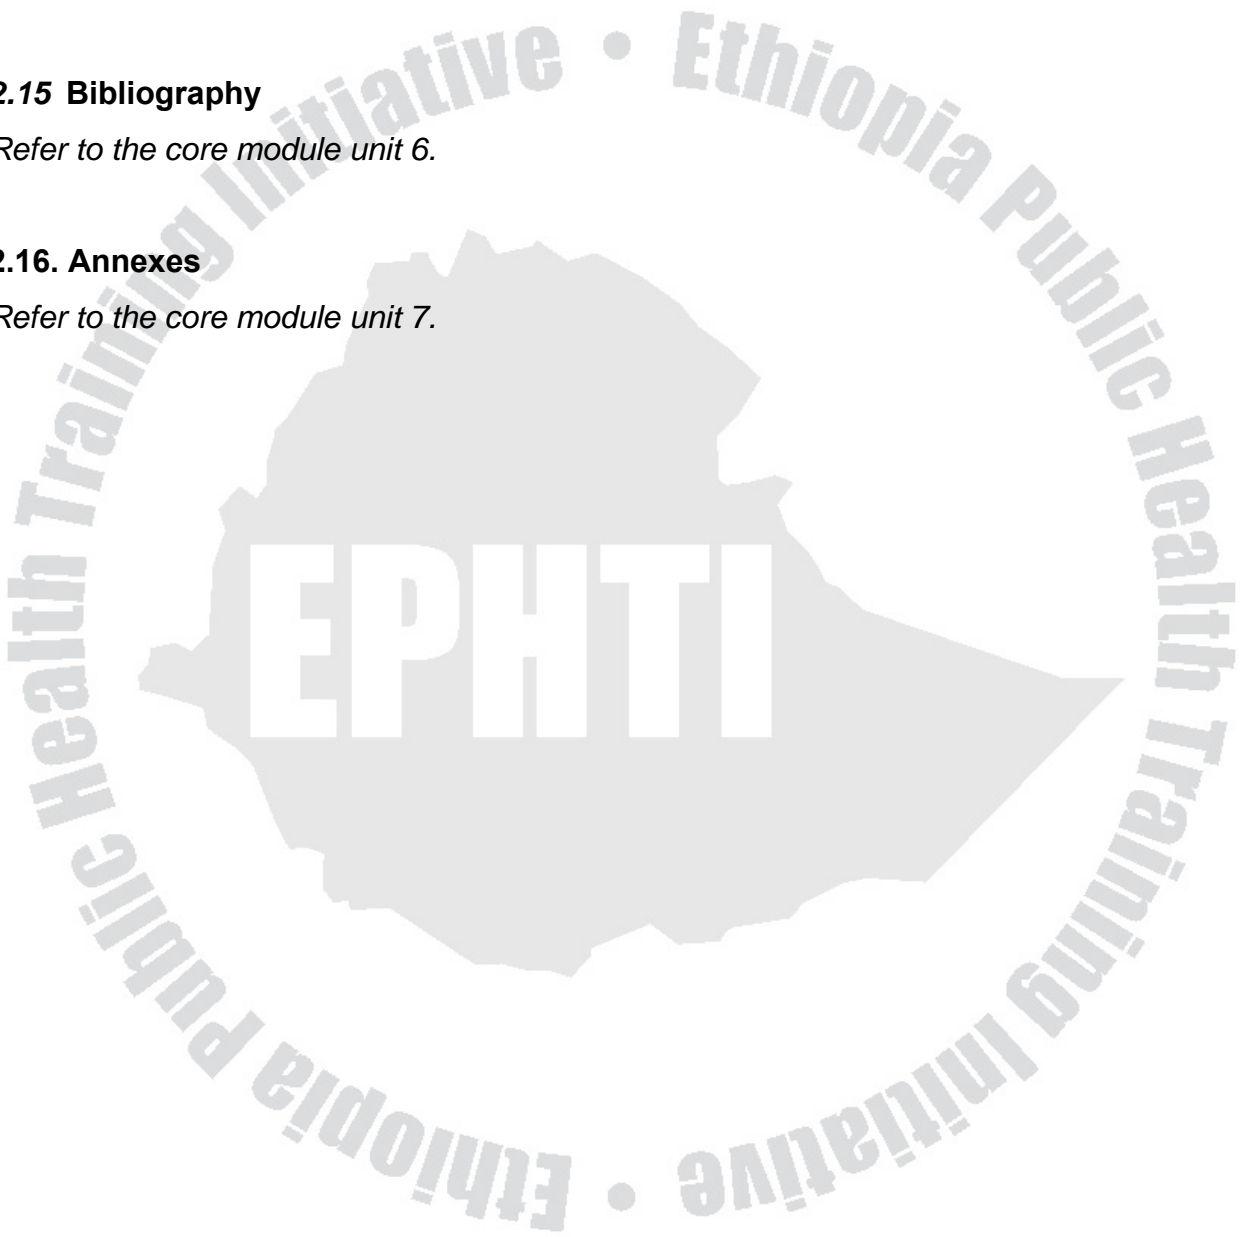 2.15 Bibliography
Refer to the core module unit 6.
2.16. Annexes
Refer to the core module unit 7.
Ethiopia Public Health Training Initiative • Ethiopia Public Health Training Initiative •
EPHTI